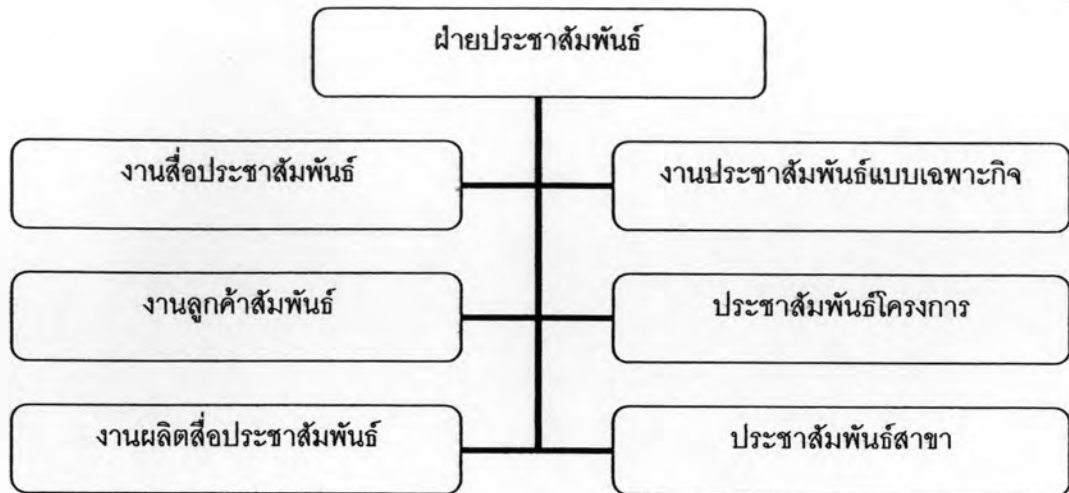 ฝ่ายประชาสัมพันธ์
งานสื่อประชาสัมพันธ์
งานประชาสัมพันธ์แบบเฉพาะกิจ
งานลูกค้าสัมพันธ์
ประชาสัมพันธ์โครงการ
งานผลิตสื่อประชาสัมพันธ์
ประชาสัมพันธ์สาขา